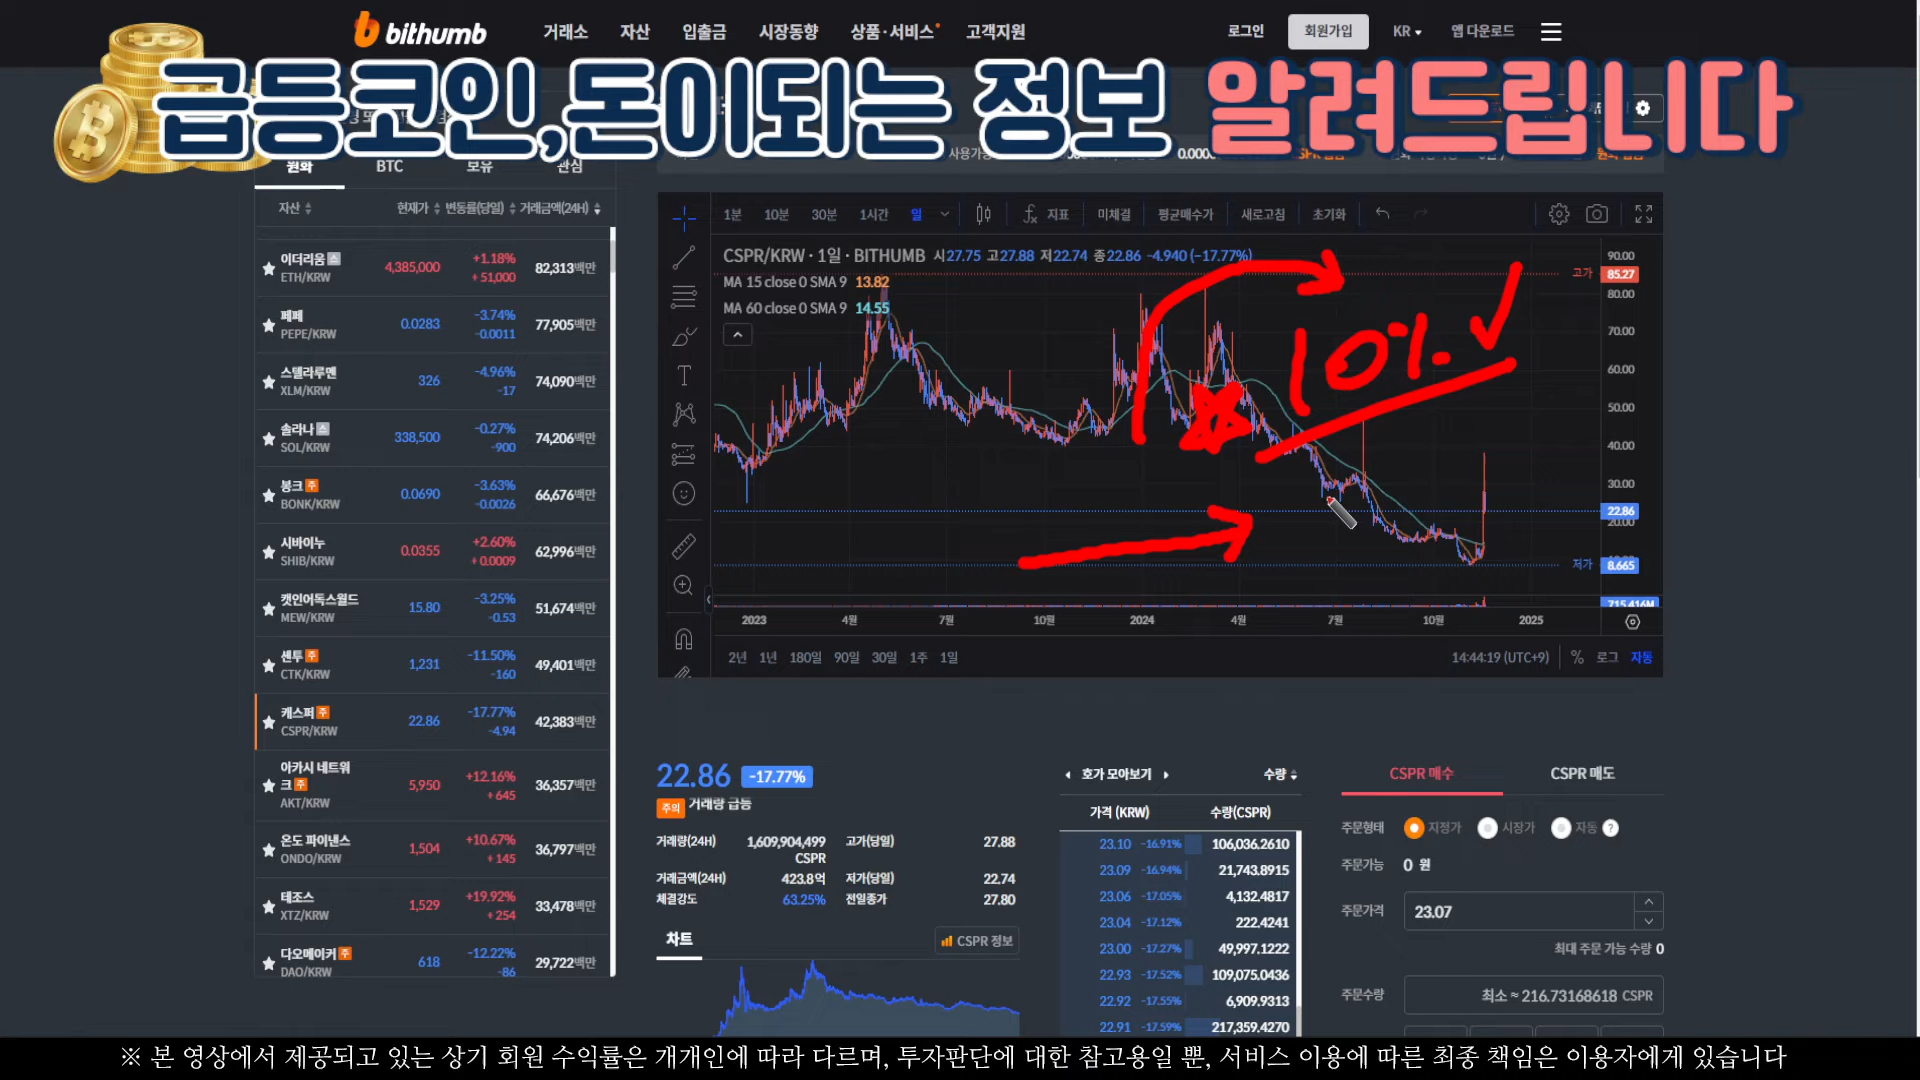 bithumb 거래소 자산 입출금 시장동향 상품·서비스 고객지원 로그인 회원가입 KR 앱 다운로드
급등코인,돈이되는 정보 알려드립니다
원화 BTC 보유 관심
자산 현재가 변동률(당일) 거래금액(24H)
이더리움 ETH/KRW 4,385,000 +1.18% +51,000 82,313백만
페페 PEPE/KRW 0.0283 -3.74% -0.0011 77,905백만
스텔라루멘 XLM/KRW 326 -4.96% -17 74,090백만
솔라나 SOL/KRW 338,500 -0.27% -900 74,206백만
봉크 주 BONK/KRW 0.0690 -3.63% -0.0026 66,676백만
시바이누 SHIB/KRW 0.0355 +2.60% +0.0009 62,996백만
캣인어독스월드 MEW/KRW 15.80 -3.25% -0.53 51,674백만
센투 주 CTK/KRW 1,231 -11.50% -160 49,401백만
캐스퍼 주 CSPR/KRW 22.86 -17.77% -4.94 42,383백만
아카시 네트워크 주 AKT/KRW 5,950 +12.16% +645 36,357백만
온도 파이낸스 ONDO/KRW 1,504 +10.67% +145 36,797백만
테조스 XTZ/KRW 1,529 +19.92% +254 33,478백만
다오메이커 주 DAO/KRW 618 -12.22% -86 29,722백만
1분 10분 30분 1시간 일 지표 미체결 평균매수가 새로고침 초기화
CSPR/KRW · 1일 · BITHUMB 시27.75 고27.88 저22.74 종22.86 -4.940 (-17.77%)
MA 15 close 0 SMA 9 13.82
MA 60 close 0 SMA 9 14.55
10%
90.00
고가 85.27
80.00
70.00
60.00
50.00
40.00
30.00
22.86
20.00
저가 8.665
715.416M
2023 4월 7월 10월 2024 4월 7월 10월 2025
2년 1년 180일 90일 30일 1주 1일 14:44:19 (UTC+9) % 로그 자동
22.86 -17.77%
주의 거래량 급등
거래량(24H) 1,609,904,499 CSPR 고가(당일) 27.88
거래금액(24H) 423.8억 저가(당일) 22.74
체결강도 63.25% 전일종가 27.80
차트 CSPR 정보
호가 모아보기 수량
가격 (KRW) 수량(CSPR)
23.10 -16.91% 106,036.2610
23.09 -16.94% 21,743.8915
23.06 -17.05% 4,132.4817
23.04 -17.12% 222.4241
23.00 -17.27% 49,997.1222
22.93 -17.52% 109,075.0436
22.92 -17.55% 6,909.9313
22.91 -17.59% 217,359.4270
CSPR 매수 CSPR 매도
주문형태 지정가 시장가 자동 ?
주문가능 0 원
주문가격 23.07
최대 주문 가능 수량 0
주문수량 최소 ≈ 216.73168618 CSPR
※ 본 영상에서 제공되고 있는 상기 회원 수익률은 개개인에 따라 다르며, 투자판단에 대한 참고용일 뿐, 서비스 이용에 따른 최종 책임은 이용자에게 있습니다